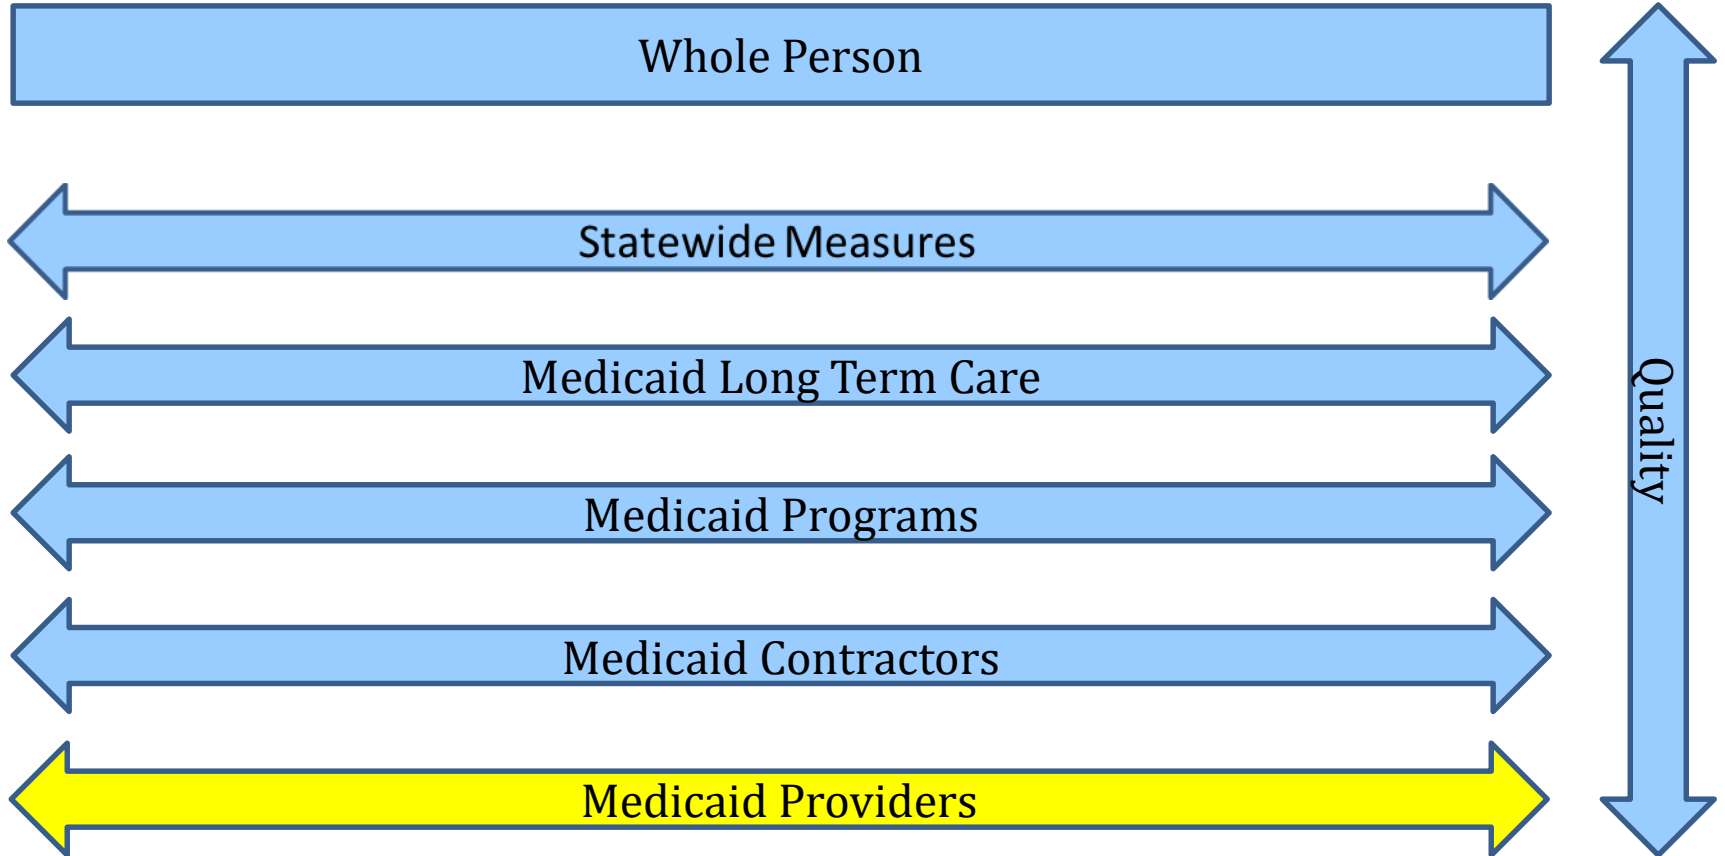 Whole Person
Statewide Measures
Medicaid Long Term Care
Medicaid Programs
Medicaid Contractors
Medicaid Providers
Quality